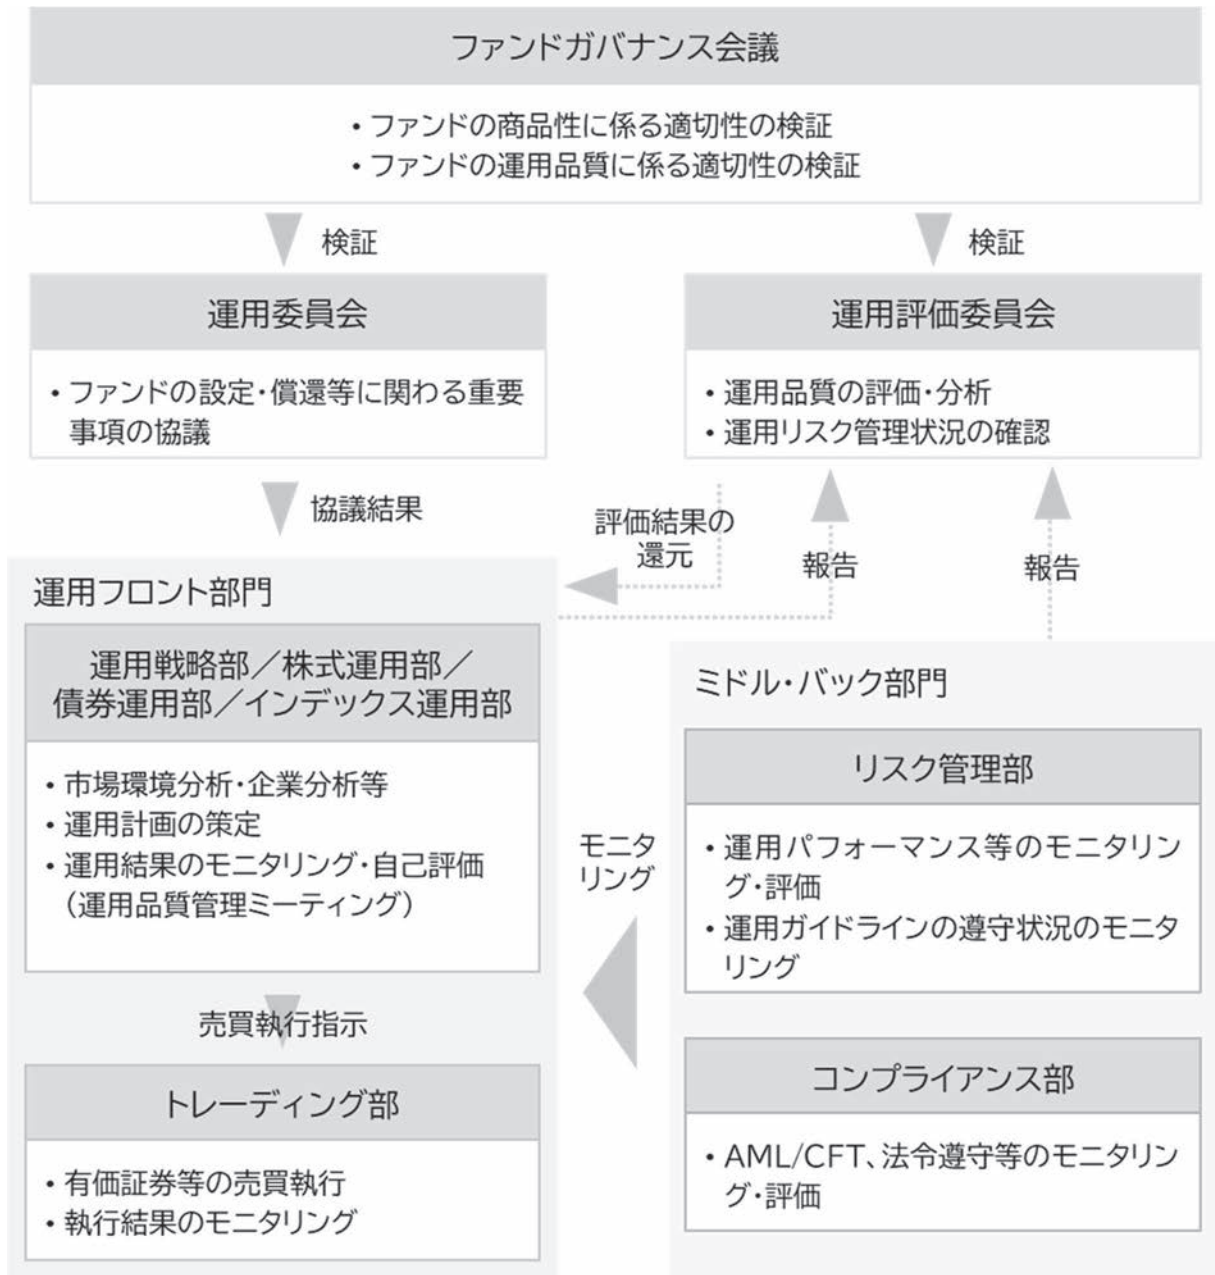 ファンドガバナンス会議
・ファンドの商品性に係る適切性の検証
・ファンドの運用品質に係る適切性の検証
検証
検証
運用委員会
・ファンドの設定・償還等に関わる重要
事項の協議
運用評価委員会
・運用品質の評価・分析
・運用リスク管理状況の確認
協議結果
評価結果の
還元
報告
報告
運用フロント部門
運用戦略部／株式運用部／
債券運用部／インデックス運用部
・市場環境分析・企業分析等
・運用計画の策定
・運用結果のモニタリング・自己評価
（運用品質管理ミーティング）
売買執行指示
トレーディング部
・有価証券等の売買執行
・執行結果のモニタリング
モニタ
リング
ミドル・バック部門
リスク管理部
・運用パフォーマンス等のモニタリン
グ・評価
・運用ガイドラインの遵守状況のモニタ
リング
コンプライアンス部
・AML/CFT、法令遵守等のモニタリン
グ・評価